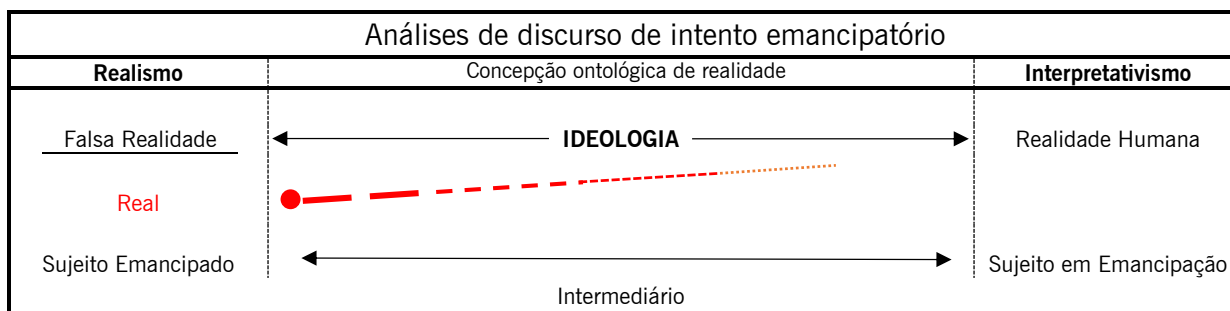 Análises de discurso de intento emancipatório
Realismo
Concepção ontológica de realidade
Interpretativismo
Falsa Realidade
IDEOLOGIA
Realidade Humana
Real
Sujeito Emancipado
Sujeito em Emancipação
Intermediário